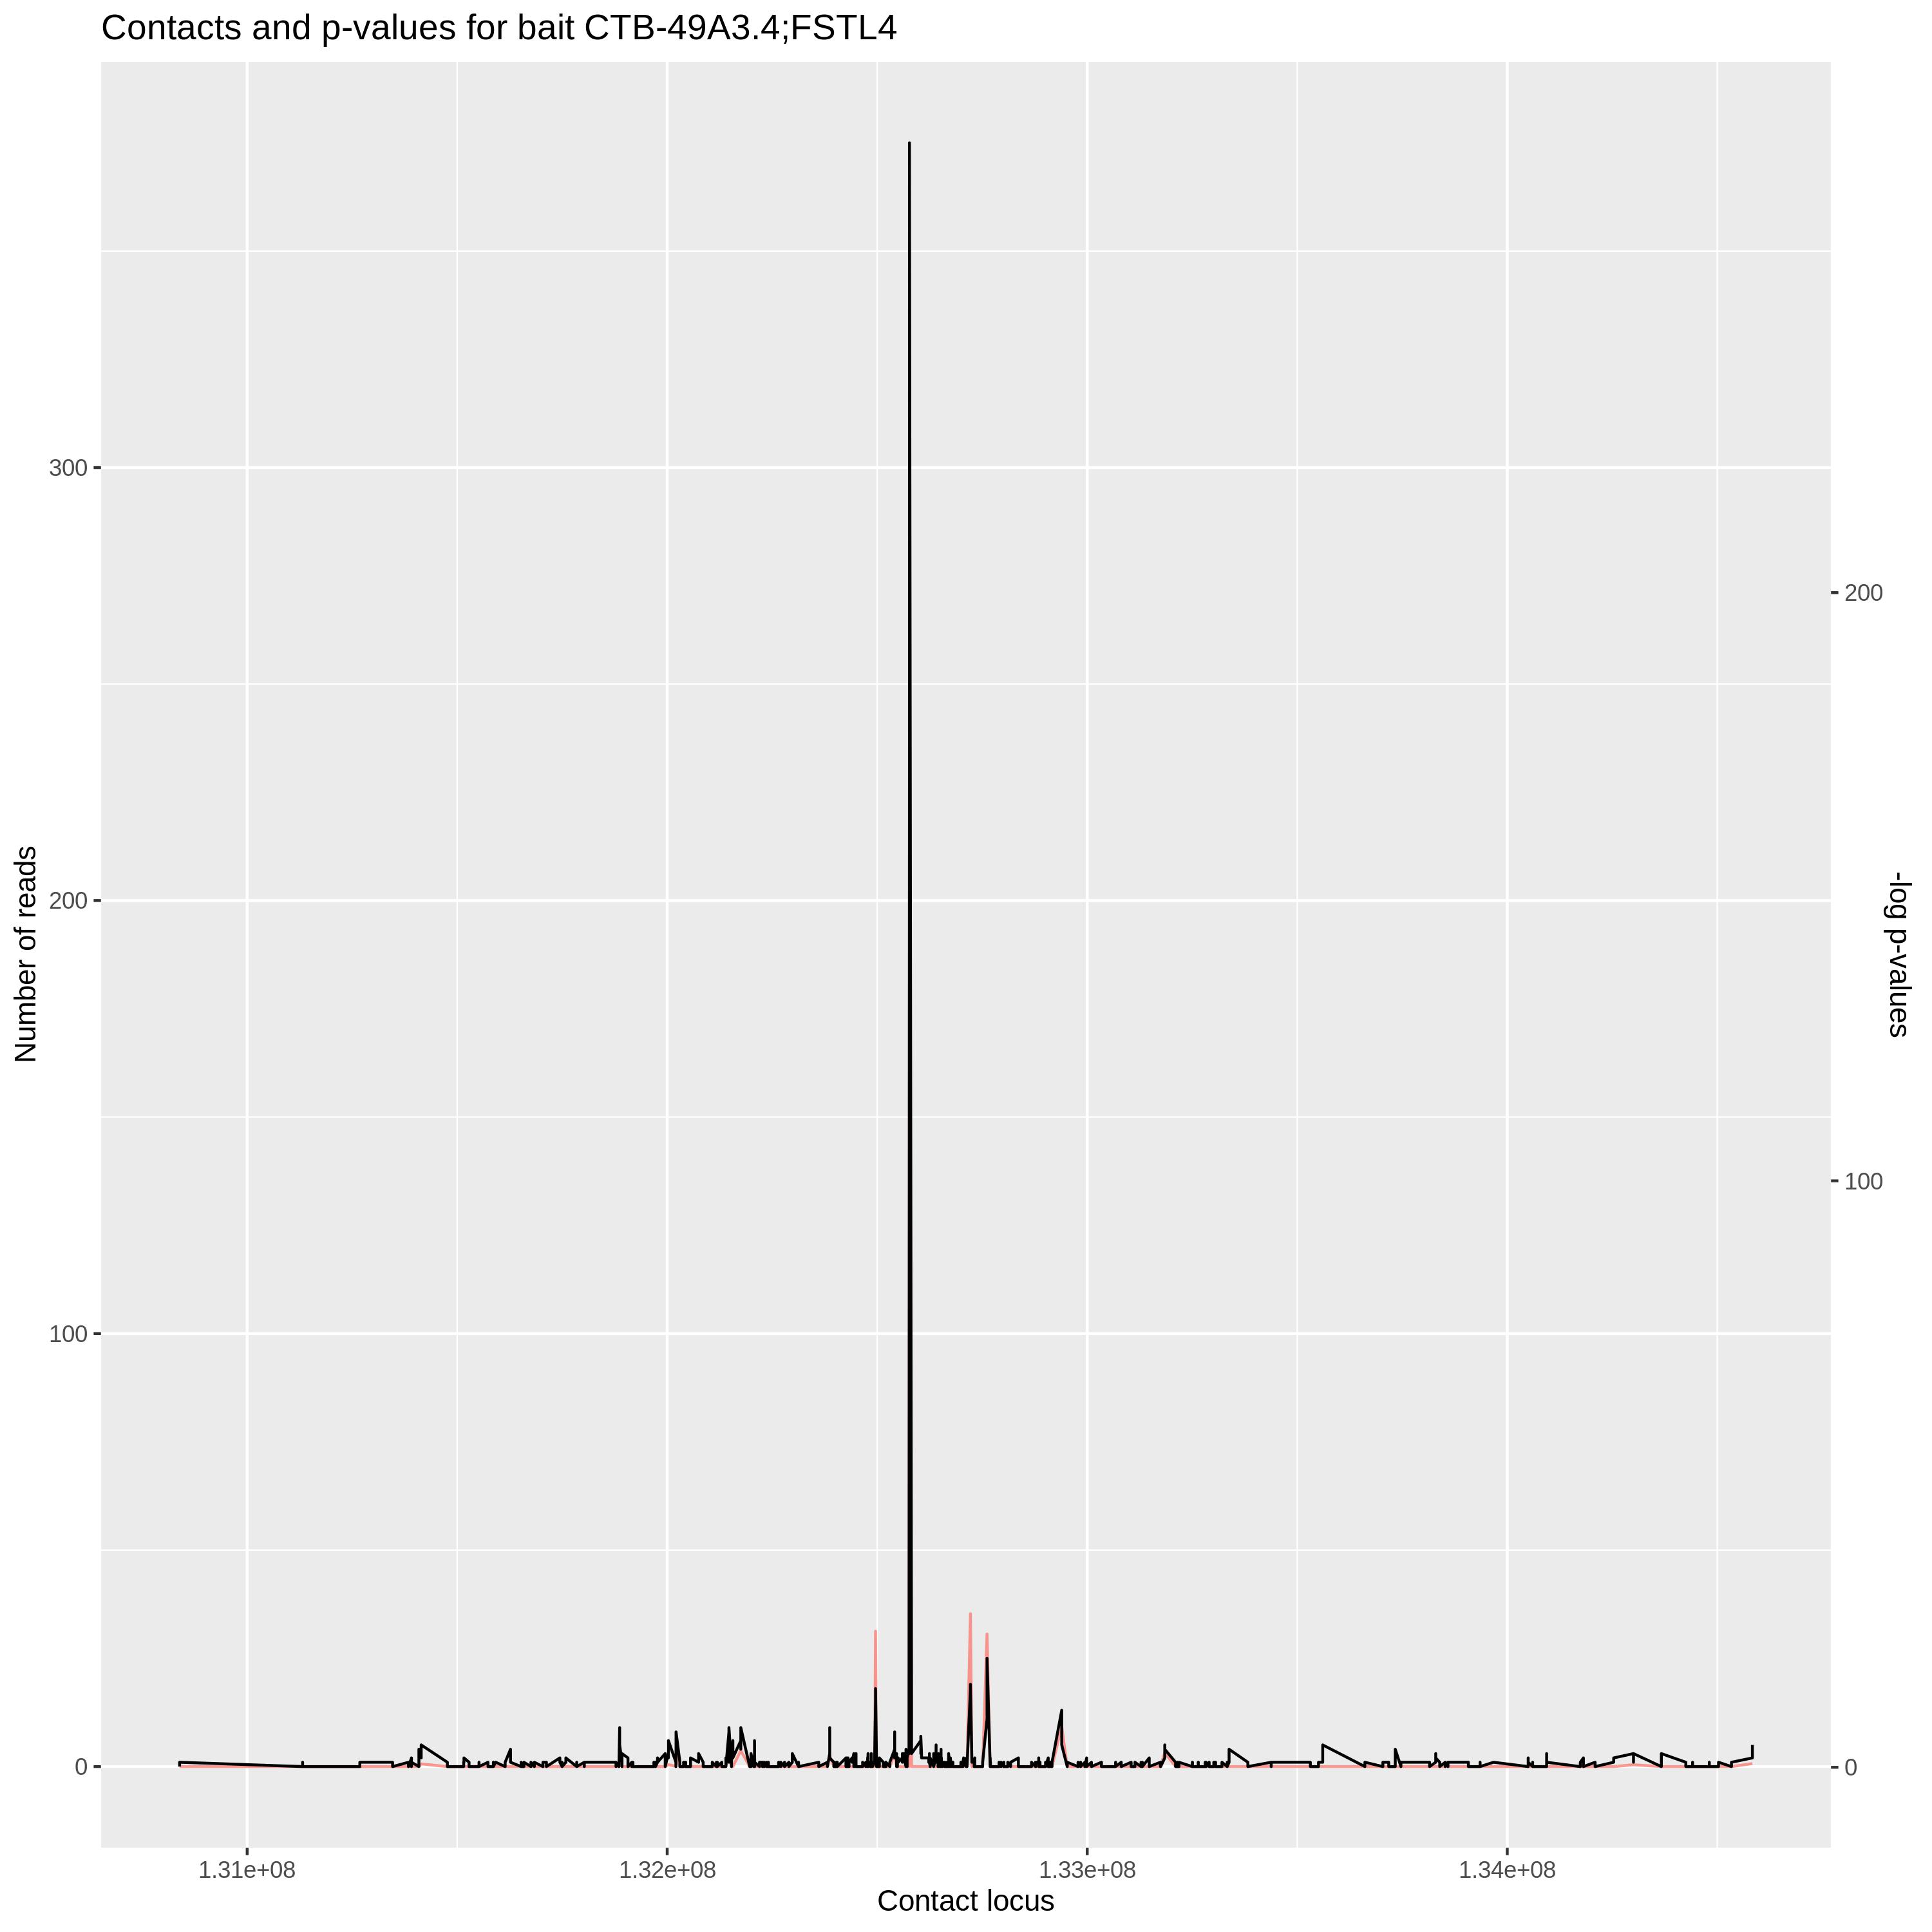 Contacts and p-values for bait CTB-49A3.4;FSTL4
300
200
100
0
Number of reads
200
100
0
-log p-values
1.31e+08
1.32e+08
1.33e+08
1.34e+08
Contact locus